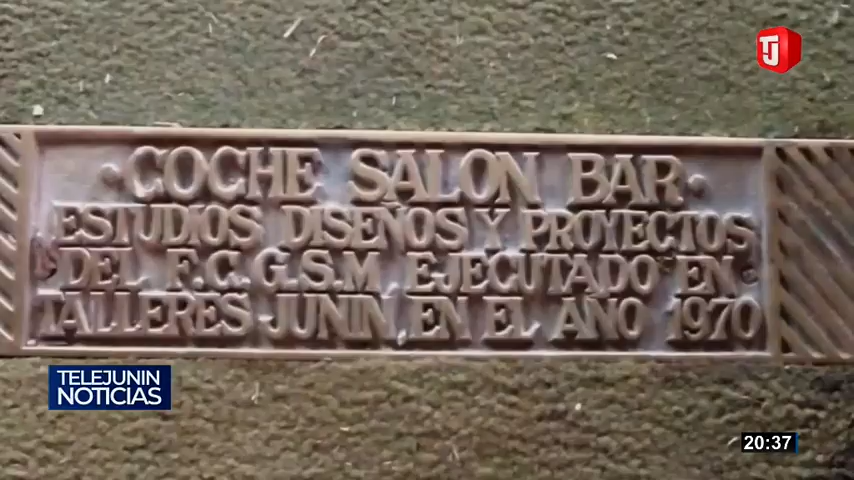 TJ
·COCHE SALON BAR·
ESTUDIOS DISEÑOS Y PROYECTOS
DEL F.C.G.S.M EJECUTADO EN
TALLERES JUNIN EN EL AÑO 1970
TELEJUNIN
NOTICIAS
20:37